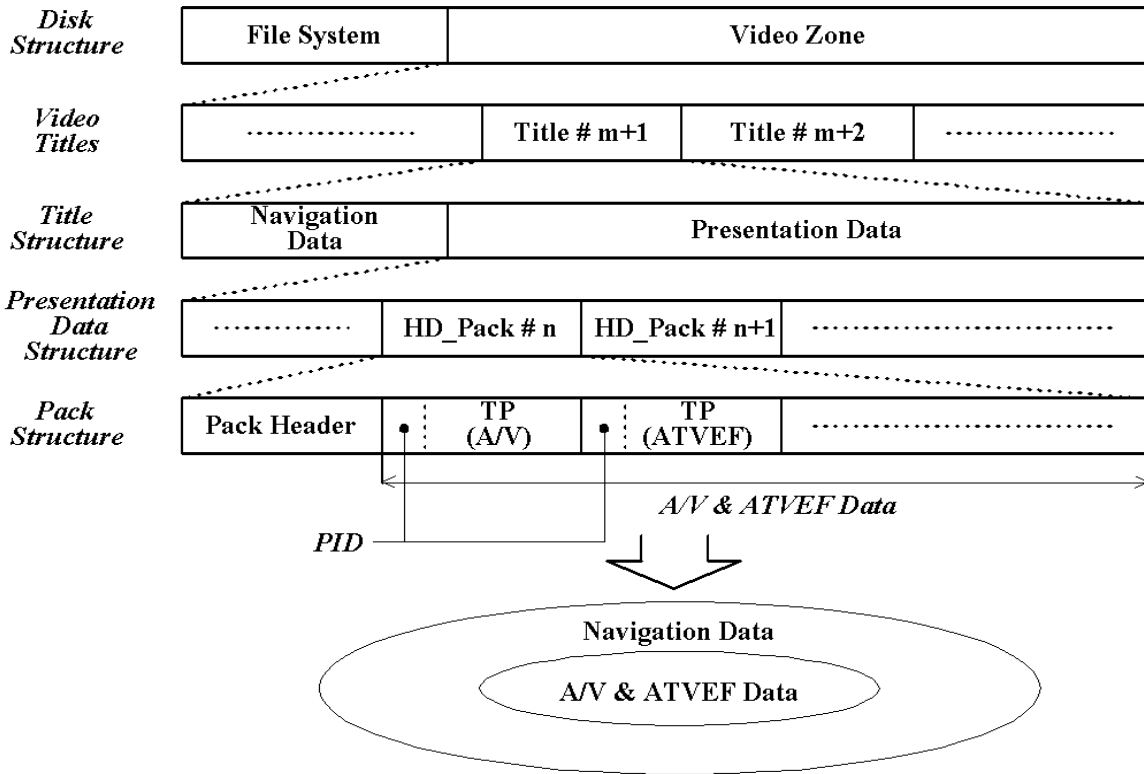 Disk
Structure
File System
Video Zone
Video
Titles
Title # m+1
Title # m+2
Title
Structure
Navigation
Data
Presentation Data
Presentation
Data
Structure
HD_Pack # n
HD_Pack # n+1
Pack
Structure
Pack Header
TP
(A/V)
TP
(ATVEF)
A/V & ATVEF Data
PID
Navigation Data
A/V & ATVEF Data